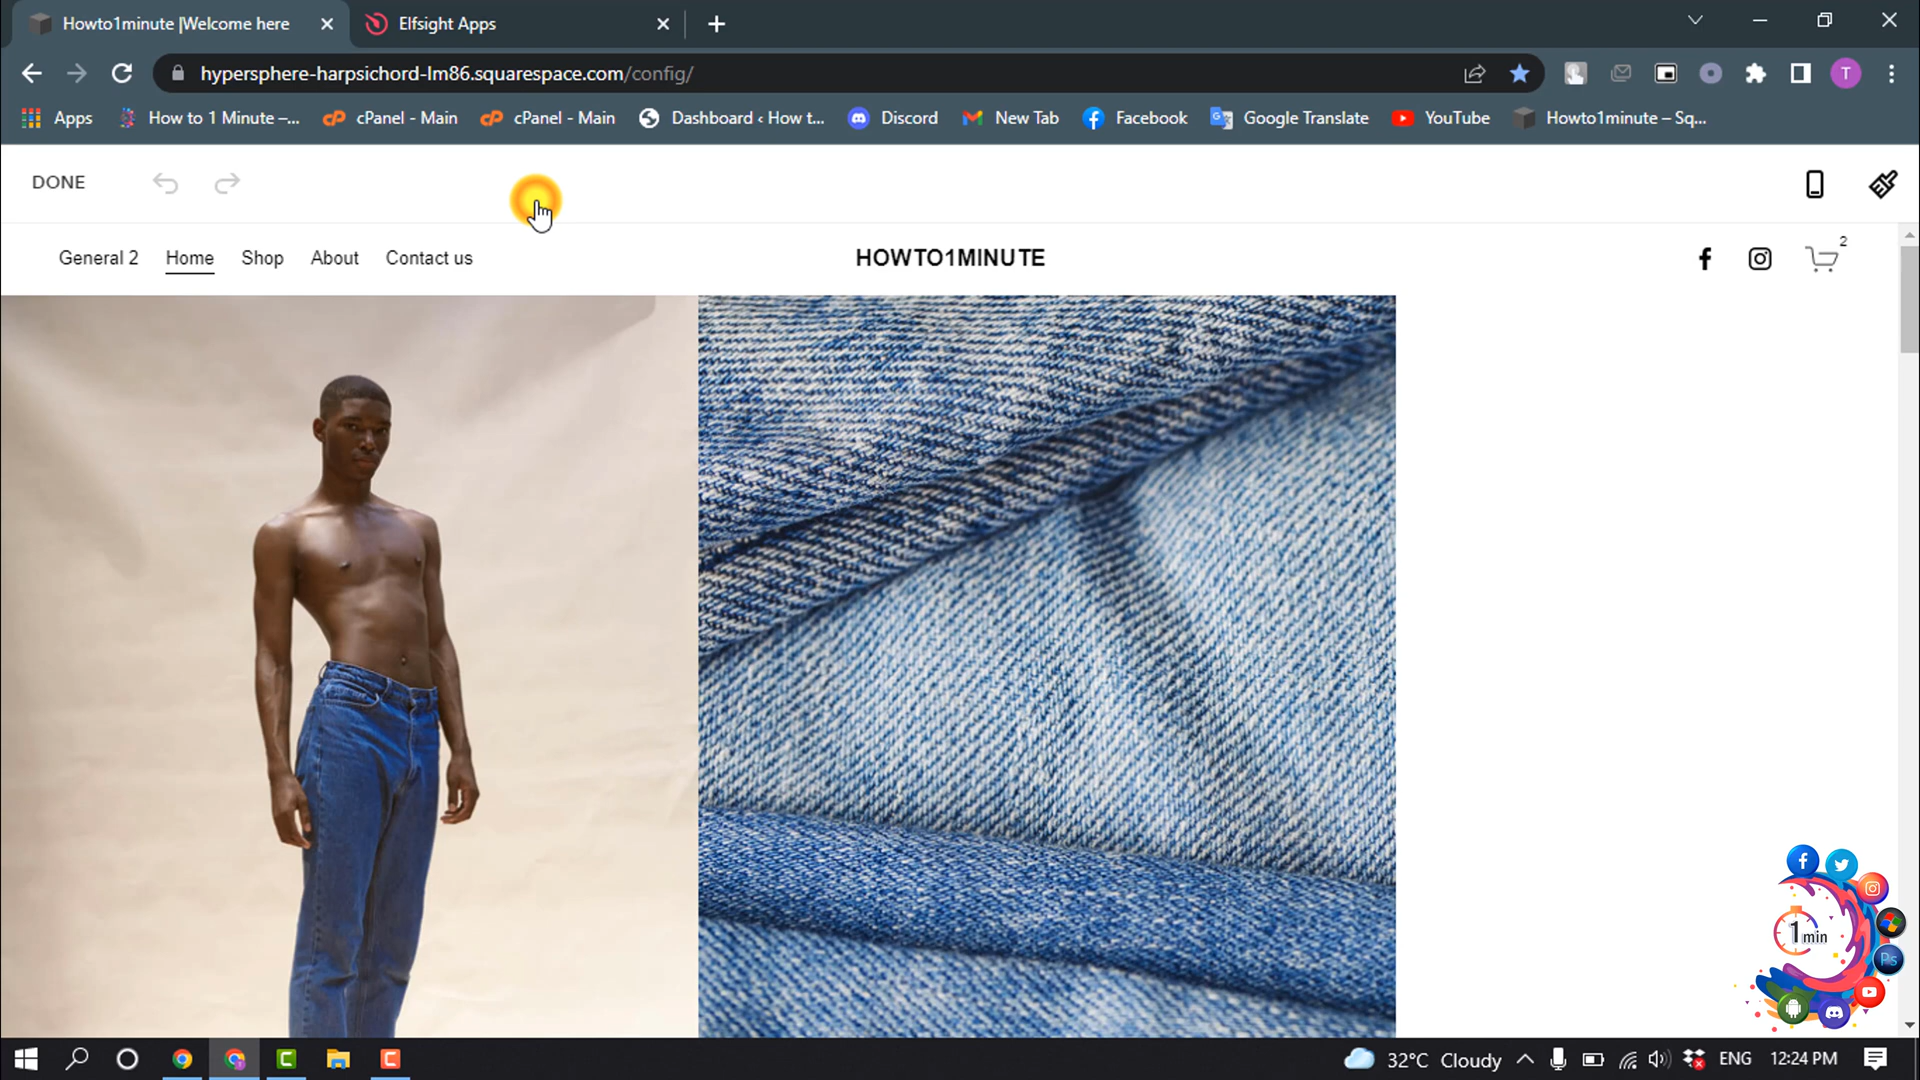 Howto1minute |Welcome here
Elfsight Apps
hypersphere-harpsichord-lm86.squarespace.com/config/
T
Apps
How to 1 Minute –...
cPanel - Main
cPanel - Main
Dashboard ‹ How t...
Discord
New Tab
Facebook
Google Translate
YouTube
Howto1minute – Sq...
DONE
General 2
Home
Shop
About
Contact us
HOWTO1MINUTE
2
1min
Ps
32°C Cloudy
ENG
12:24 PM